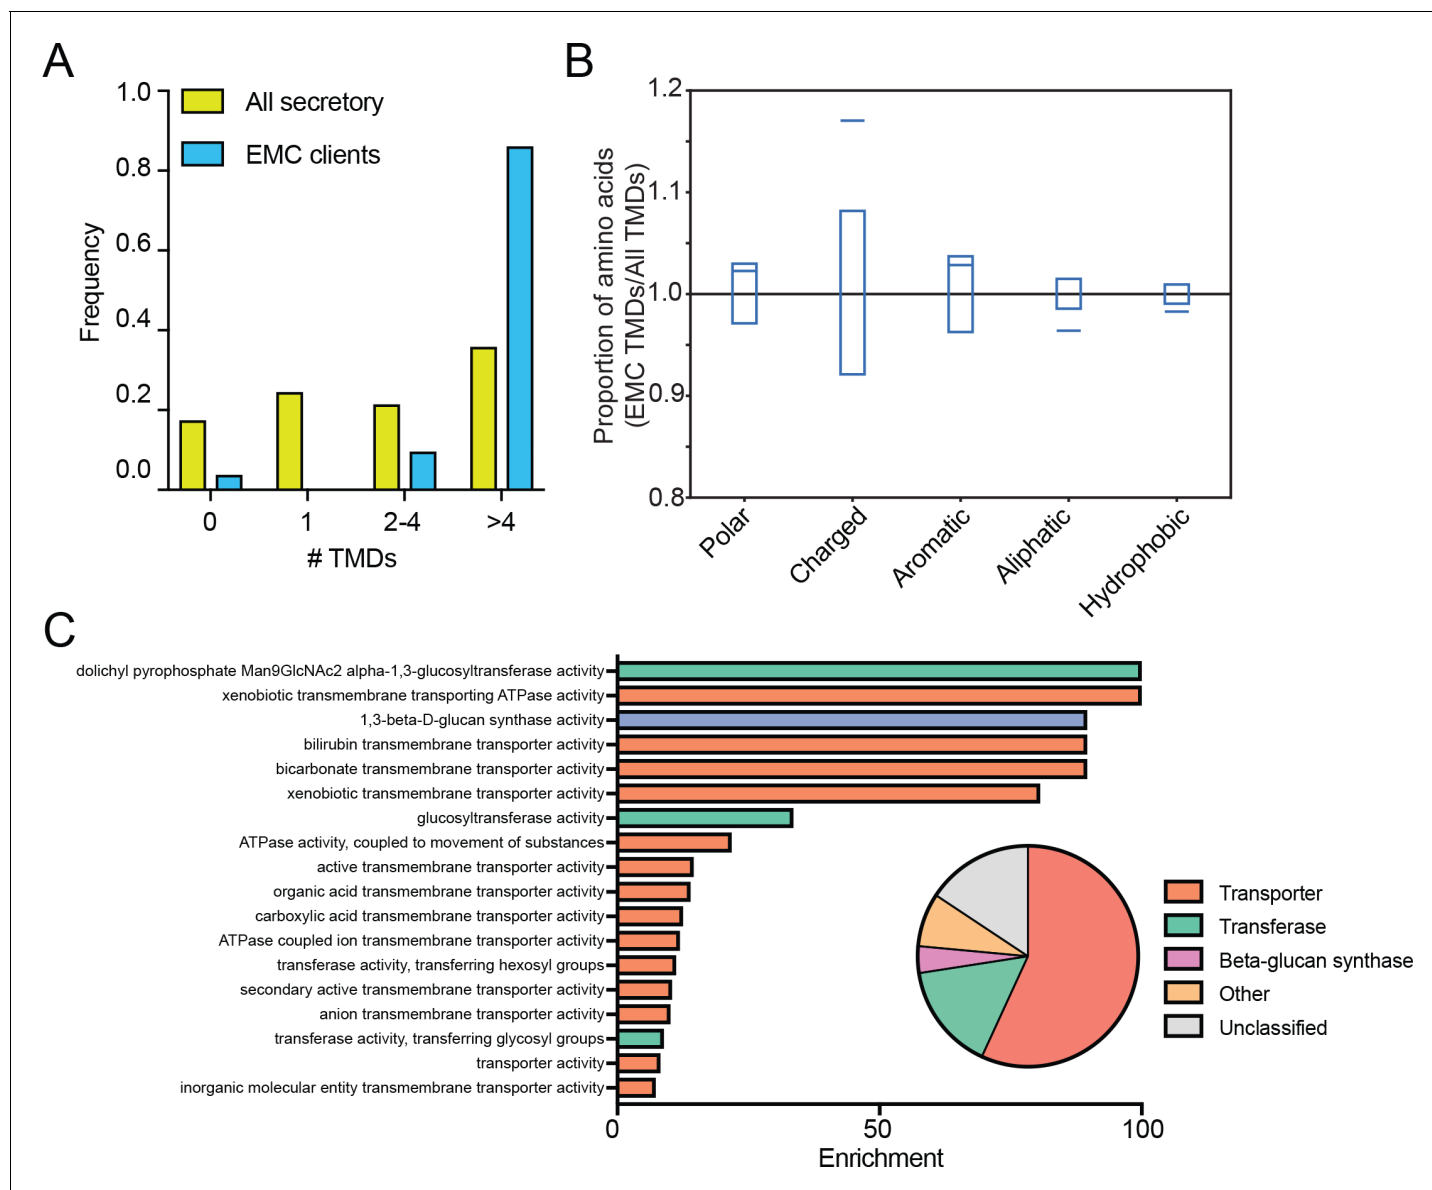 A
1.0
0.8
0.6
0.4
0.2
0.0
Frequency
All secretory
EMC clients
0
1
2-4
>4
# TMDs
B
Proportion of amino acids
(EMC TMDs/All TMDs)
1.2
1.1
1.0
0.9
0.8
Polar
Charged
Aromatic
Aliphatic
Hydrophobic
C
dolichyl pyrophosphate Man9GlcNAc2 alpha-1,3-glucosyltransferase activity
xenobiotic transmembrane transporting ATPase activity
1,3-beta-D-glucan synthase activity
bilirubin transmembrane transporter activity
bicarbonate transmembrane transporter activity
xenobiotic transmembrane transporter activity
glucosyltransferase activity
ATPase activity, coupled to movement of substances
active transmembrane transporter activity
organic acid transmembrane transporter activity
carboxylic acid transmembrane transporter activity
ATPase coupled ion transmembrane transporter activity
transferase activity, transferring hexosyl groups
secondary active transmembrane transporter activity
anion transmembrane transporter activity
transferase activity, transferring glycosyl groups
transporter activity
inorganic molecular entity transmembrane transporter activity
0
50
100
Enrichment
Transporter
Transferase
Beta-glucan synthase
Other
Unclassified